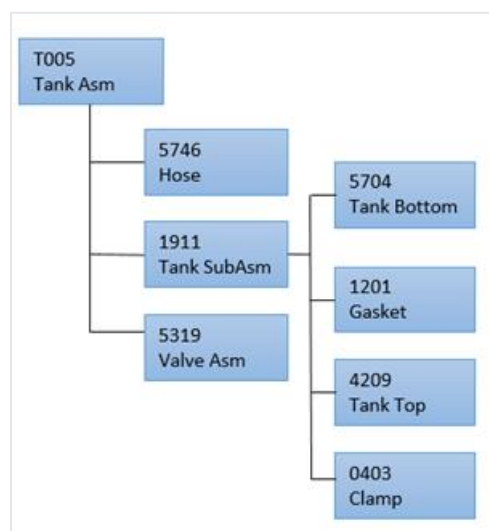 T005
Tank Asm
5746
Hose
1911
Tank SubAsm
5319
Valve Asm
5704
Tank Bottom
1201
Gasket
4209
Tank Top
0403
Clamp